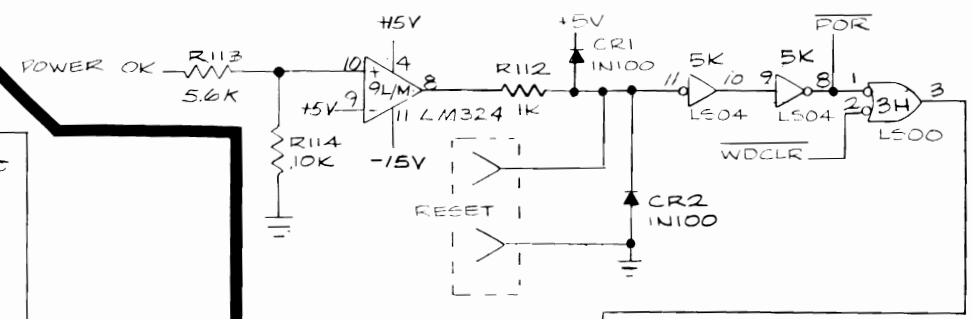 POWER OK
R113
5.6K
R114
10K
+15V
10
+
4
9L/M
8
+5V
9
-
11
LM324
-15V
R112
1K
+5V
CR1
1N100
RESET
CR2
1N100
11
5K
10
LS04
9
5K
8
LS04
POR
1
2
3H
3
LS00
WDCLR